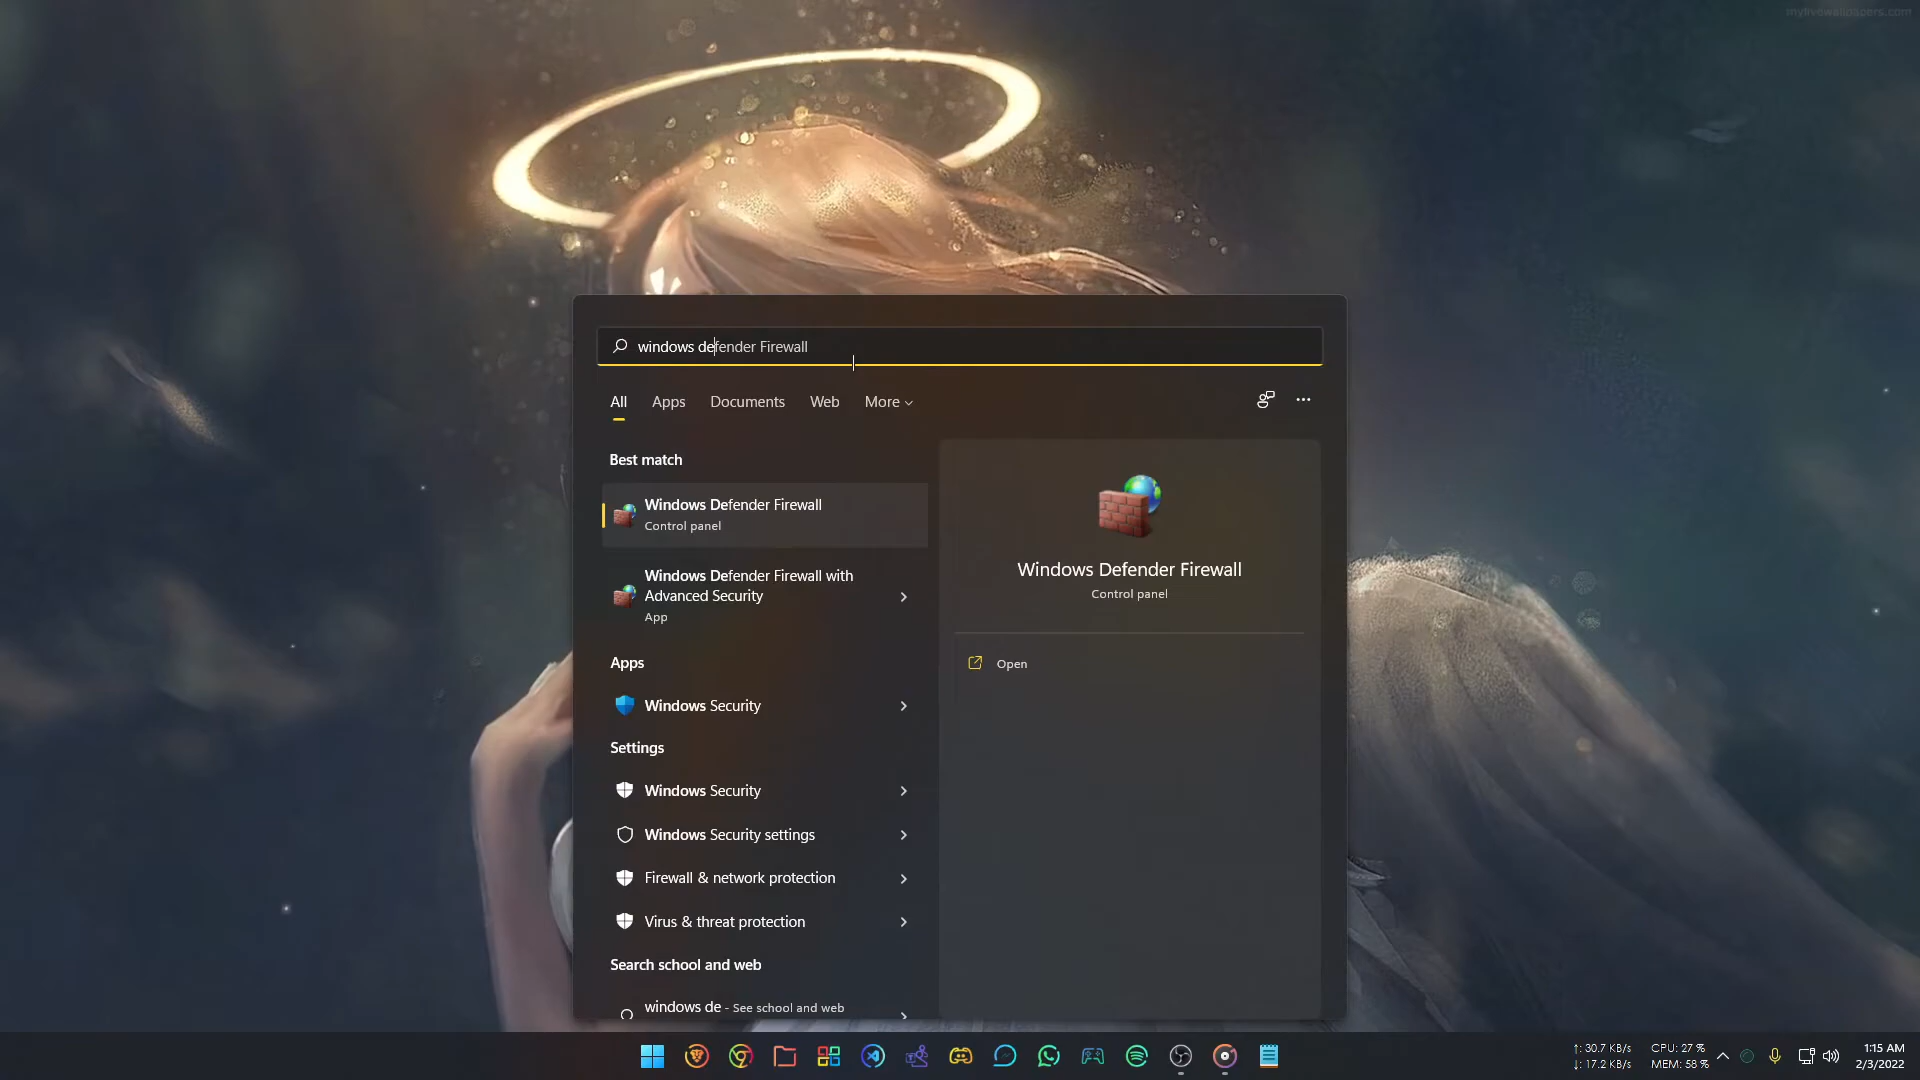 mylivewallpapers.com
windows defender Firewall
All Apps Documents Web More
Best match
Windows Defender Firewall
Control panel
Windows Defender Firewall with
Advanced Security
App
Apps
Windows Security
Settings
Windows Security
Windows Security settings
Firewall & network protection
Virus & threat protection
Search school and web
windows de - See school and web
Windows Defender Firewall
Control panel
Open
↑: 30.7 KB/s
↓: 17.2 KB/s
CPU: 27 %
MEM: 58 %
1:15 AM
2/3/2022